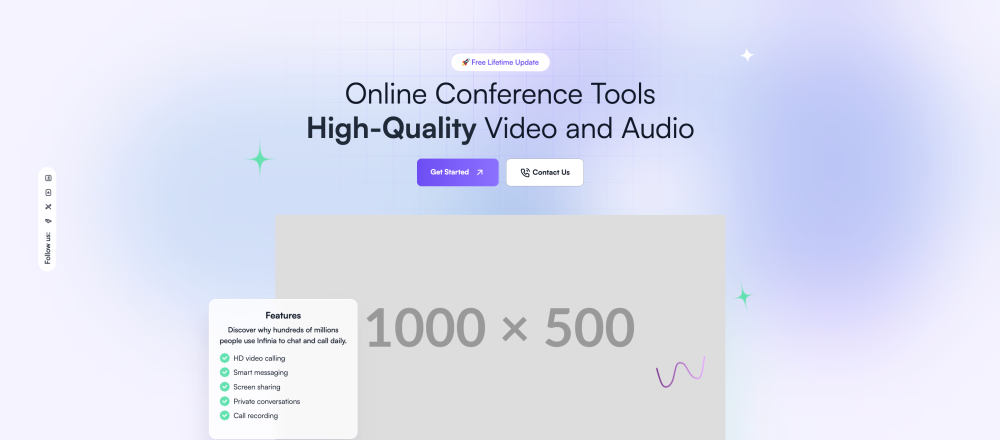 🚀 Free Lifetime Update
Online Conference Tools
High-Quality Video and Audio
Get Started
Contact Us
Follow us:
1000 × 500
Features
Discover why hundreds of millions
people use Infinia to chat and call daily.
HD video calling
Smart messaging
Screen sharing
Private conversations
Call recording